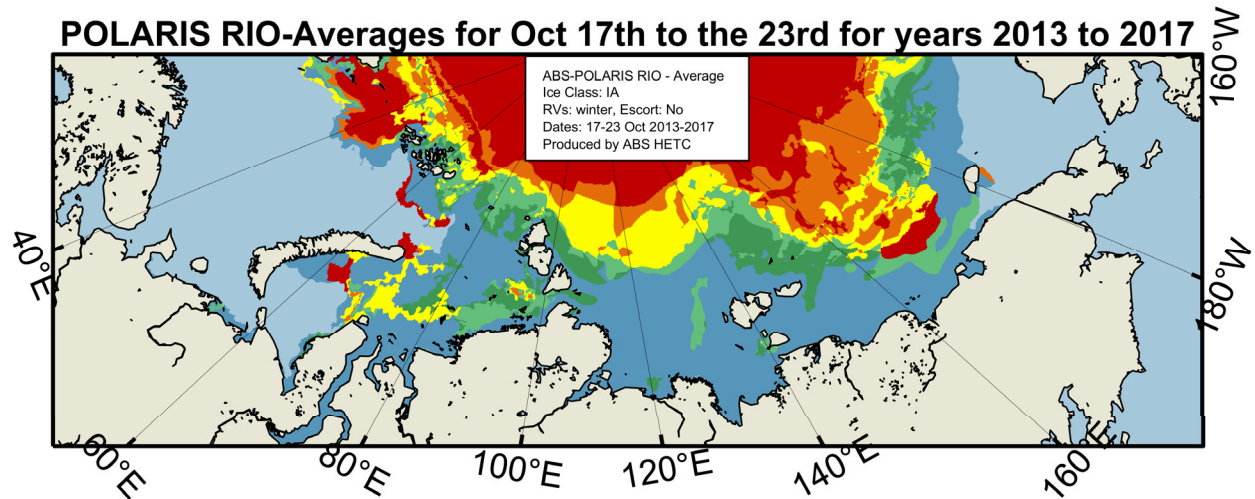 POLARIS RIO-Averages for Oct 17th to the 23rd for years 2013 to 2017
ABS-POLARIS RIO - Average
Ice Class: IA
RVs: winter, Escort: No
Dates: 17-23 Oct 2013-2017
Produced by ABS HETC
160°W
40°E
180°W
60°E
80°E
100°E
120°E
140°E
160°E